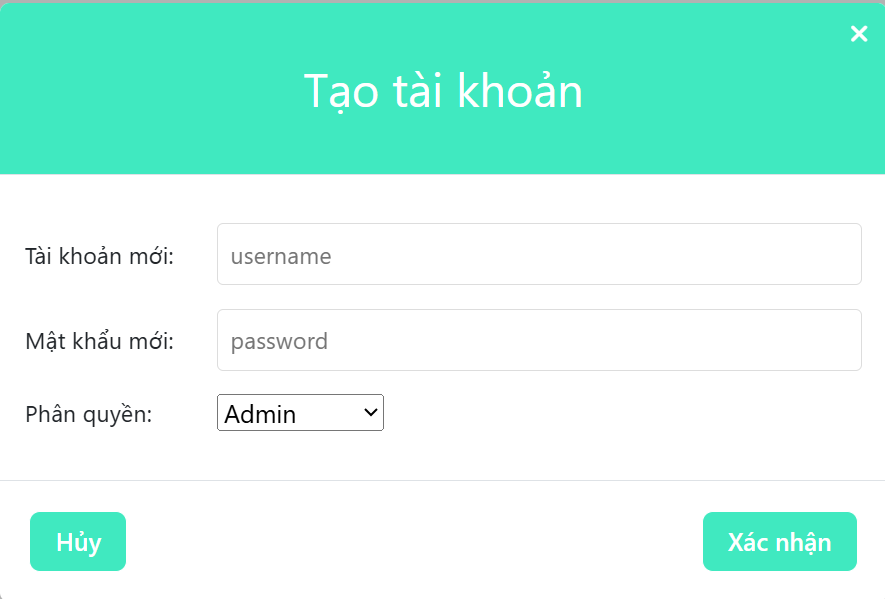 Tạo tài khoản
Tài khoản mới: username
Mật khẩu mới: password
Phân quyền: Admin
Hủy Xác nhận